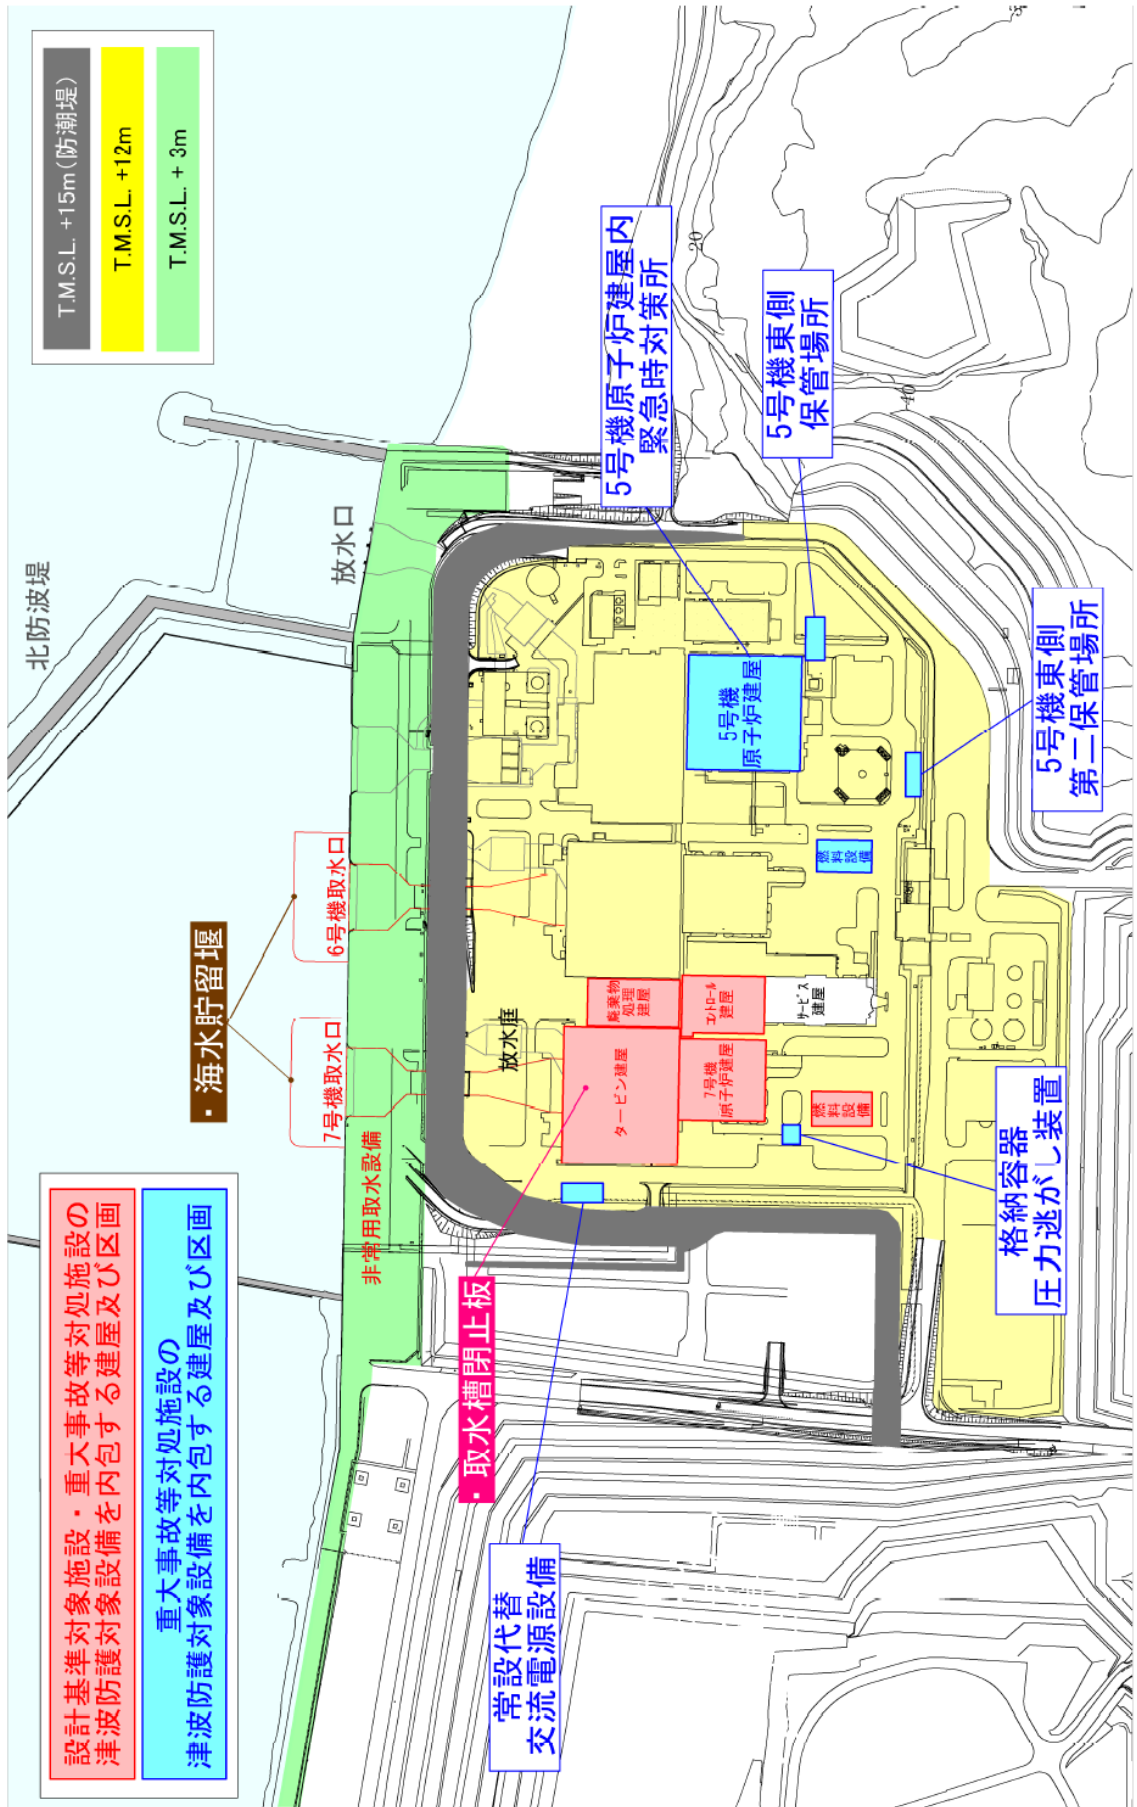 設計基準対象施設・重大事故等対処施設の
津波防護対象設備を内包する建屋及び区画
重大事故等対処施設の
津波防護対象設備を内包する建屋及び区画
T.M.S.L. +15m(防潮堤)
T.M.S.L. +12m
T.M.S.L. + 3m
北防波堤
・海水貯留堰
放水口
7号機取水口
6号機取水口
非常用取水設備
・取水槽閉止板
放水庭
常設代替
交流電源設備
タービン建屋
廃棄物
処理
建屋
コントロール
建屋
7号機
原子炉建屋
サービス
建屋
燃料
設備
燃料
設備
5号機
原子炉建屋
5号機原子炉建屋内
緊急時対策所
5号機東側
保管場所
5号機東側
第二保管場所
格納容器
圧力逃がし装置
20
40